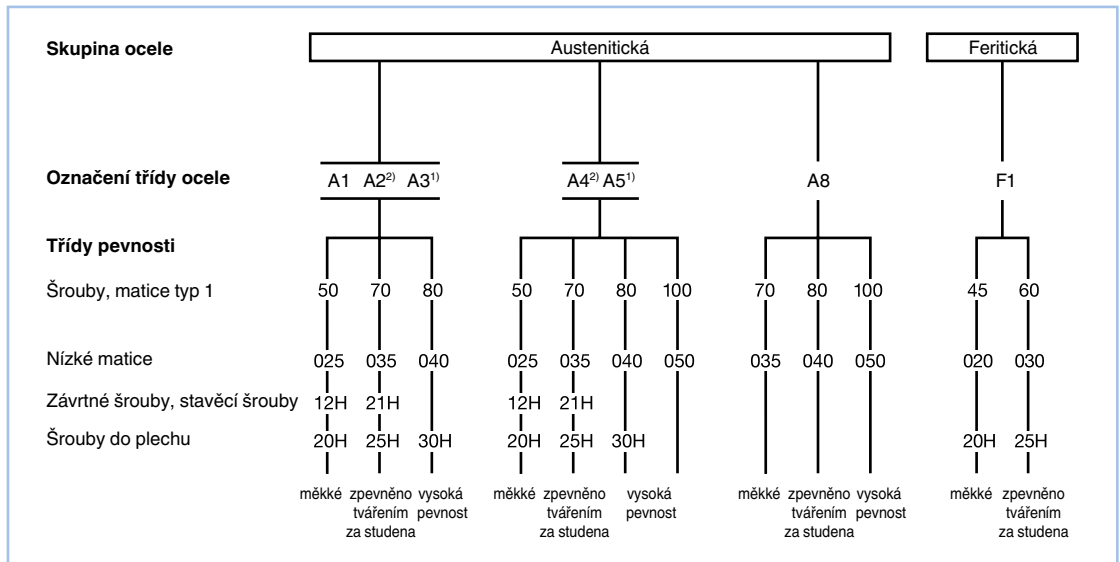 Skupina ocele Austenitická Feritická
Označení třídy ocele A1 A2²⁾ A3¹⁾ A4²⁾ A5¹⁾ A8 F1
Třídy pevnosti
Šrouby, matice typ 1 50 70 80 50 70 80 100 70 80 100 45 60
Nízké matice 025 035 040 025 035 040 050 035 040 050 020 030
Závrtné šrouby, stavěcí šrouby 12H 21H 12H 21H
Šrouby do plechu 20H 25H 30H 20H 25H 30H 20H 25H
měkké zpevněno vysoká měkké zpevněno vysoká měkké zpevněno vysoká měkké zpevněno
tvářením pevnost tvářením pevnost tvářením pevnost tvářením
za studena za studena za studena za studena